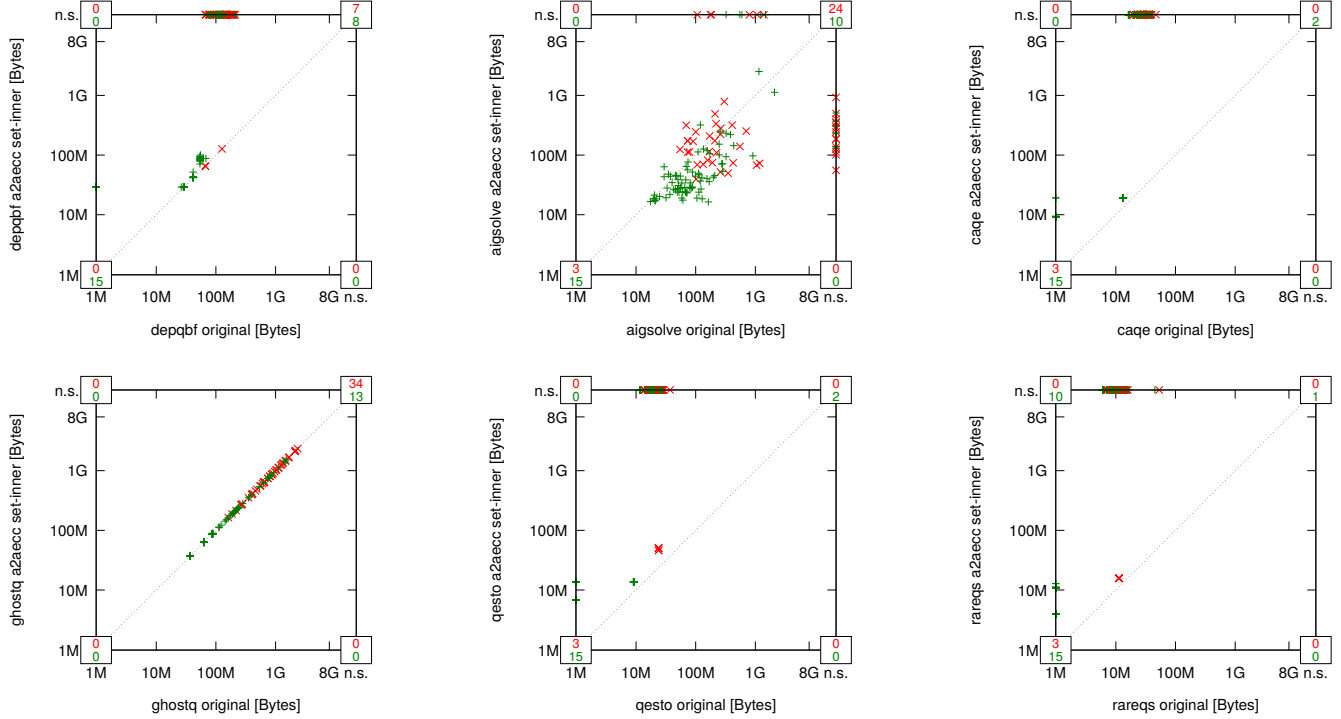 0 7 0 24 0 0
n.s. 0 8 n.s. 0 10 n.s. 0 2
8G 8G 8G
1G 1G 1G
100M 100M 100M
10M 10M 10M
depqbf a2aecc set-inner [Bytes] aigsolve a2aecc set-inner [Bytes] caqe a2aecc set-inner [Bytes]
0 0 3 0 3 0
1M 15 0 1M 15 0 1M 15 0
1M 10M 100M 1G 8G n.s. 1M 10M 100M 1G 8G n.s. 1M 10M 100M 1G 8G n.s.
depqbf original [Bytes] aigsolve original [Bytes] caqe original [Bytes]
0 34 0 0 0 0
n.s. 0 13 n.s. 0 2 n.s. 10 1
8G 8G 8G
1G 1G 1G
100M 100M 100M
10M 10M 10M
ghostq a2aecc set-inner [Bytes] qesto a2aecc set-inner [Bytes] rareqs a2aecc set-inner [Bytes]
0 0 3 0 3 0
1M 0 0 1M 15 0 1M 15 0
1M 10M 100M 1G 8G n.s. 1M 10M 100M 1G 8G n.s. 1M 10M 100M 1G 8G n.s.
ghostq original [Bytes] qesto original [Bytes] rareqs original [Bytes]